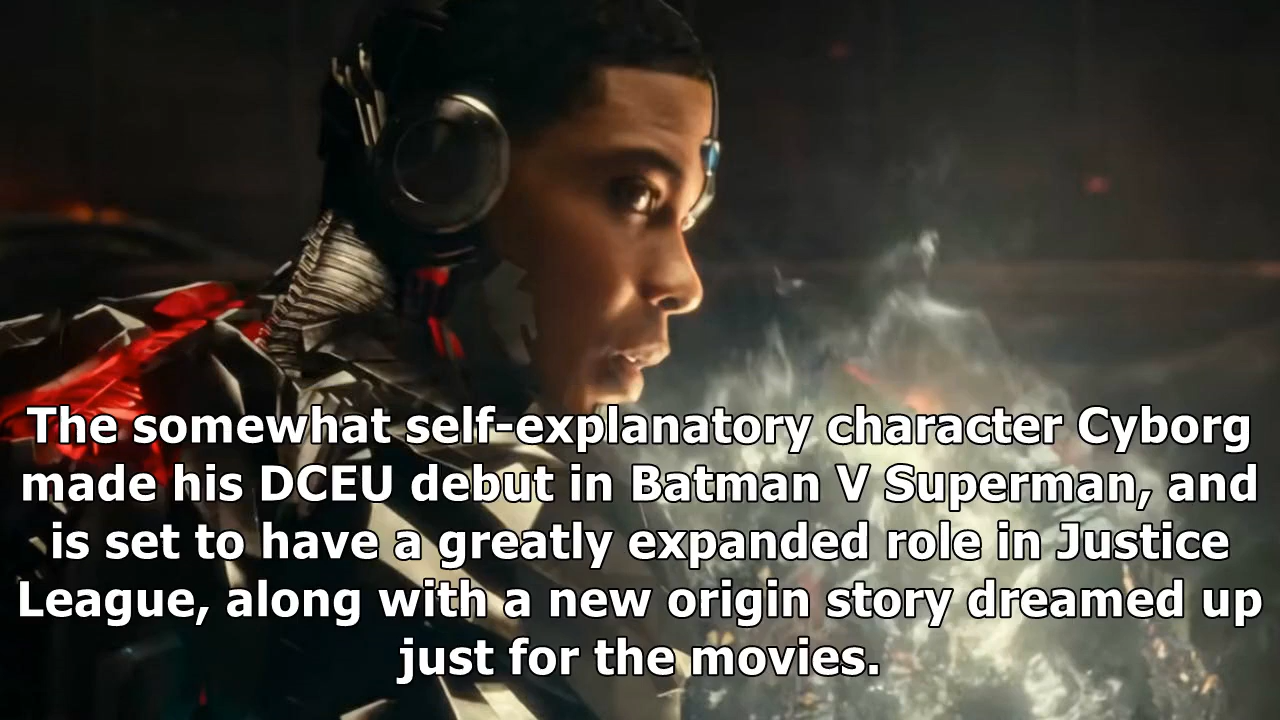 The somewhat self-explanatory character Cyborg
made his DCEU debut in Batman V Superman, and
is set to have a greatly expanded role in Justice
League, along with a new origin story dreamed up
just for the movies.